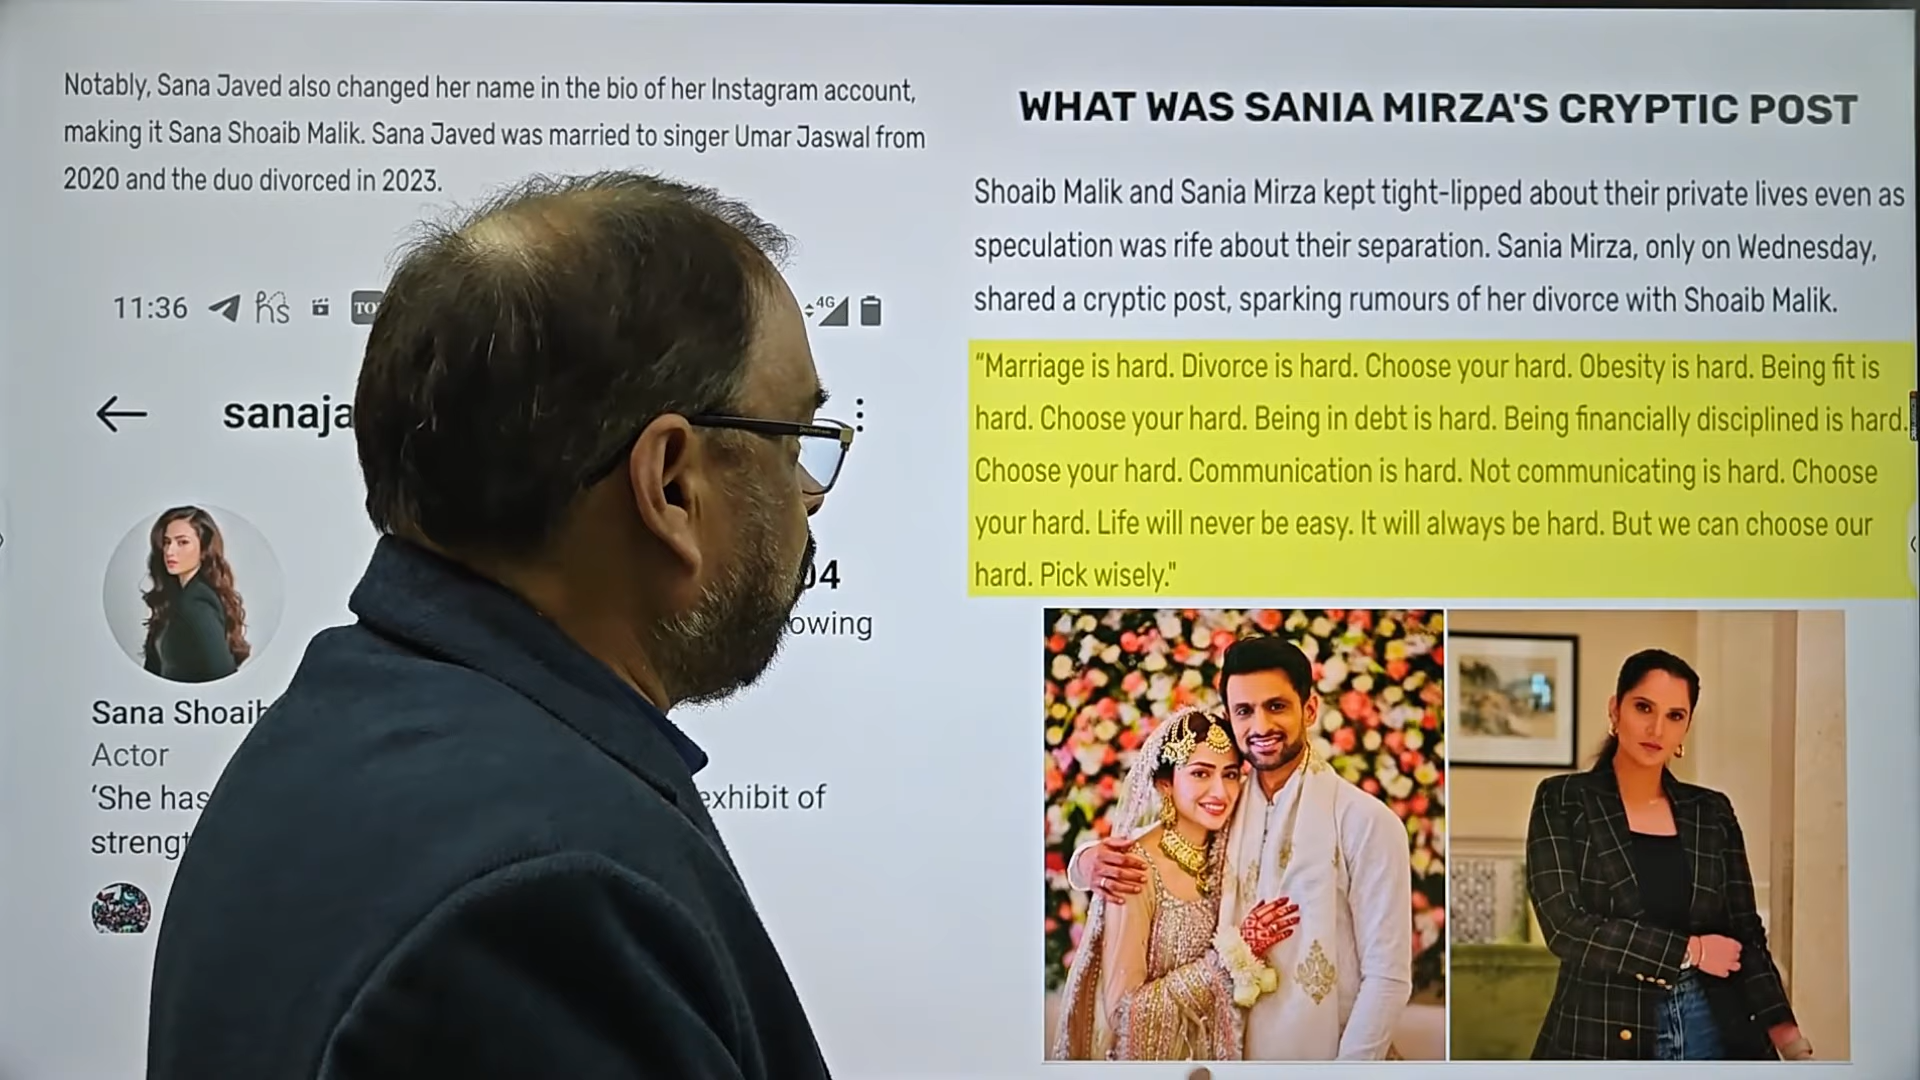 Notably, Sana Javed also changed her name in the bio of her Instagram account,
making it Sana Shoaib Malik. Sana Javed was married to singer Umar Jaswal from
2020 and the duo divorced in 2023.
11:36
4G
sanaja
04
owing
Sana Shoaib
Actor
‘She has exhibit of
strengt
WHAT WAS SANIA MIRZA'S CRYPTIC POST
Shoaib Malik and Sania Mirza kept tight-lipped about their private lives even as
speculation was rife about their separation. Sania Mirza, only on Wednesday,
shared a cryptic post, sparking rumours of her divorce with Shoaib Malik.
“Marriage is hard. Divorce is hard. Choose your hard. Obesity is hard. Being fit is
hard. Choose your hard. Being in debt is hard. Being financially disciplined is hard.
Choose your hard. Communication is hard. Not communicating is hard. Choose
your hard. Life will never be easy. It will always be hard. But we can choose our
hard. Pick wisely."